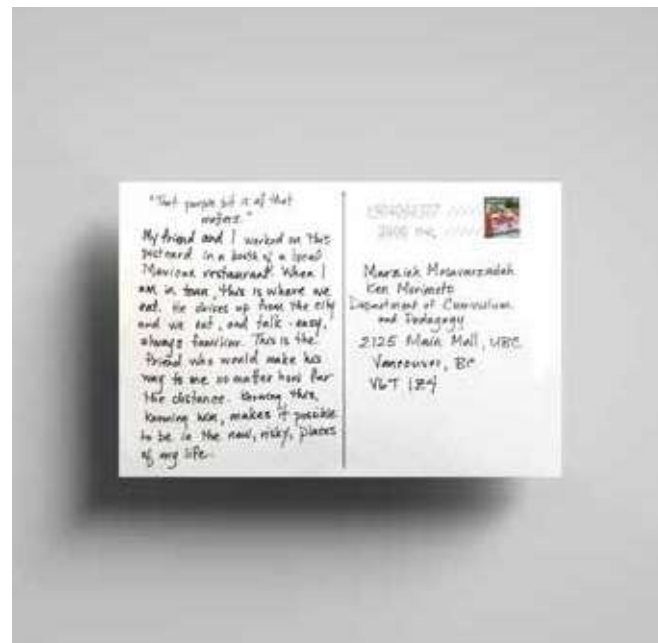 "That purple bit is all that
matters."
My friend and I worked on this
postcard in a booth of a local
Mexican restaurant. When I
am in town, this is where we
eat. He drives up from the city
and we eat, and talk - easy,
always familiar. This is the
friend who would make his
way to me no matter how far
the distance. Knowing this,
knowing him, makes it possible
to be in the new, risky, places
of my life.
Marzieh Mosavarzadeh
Ken Morimoto
Department of Curriculum
and Pedagogy
2125 Main Mall, UBC
Vancouver, BC
V6T 1Z4